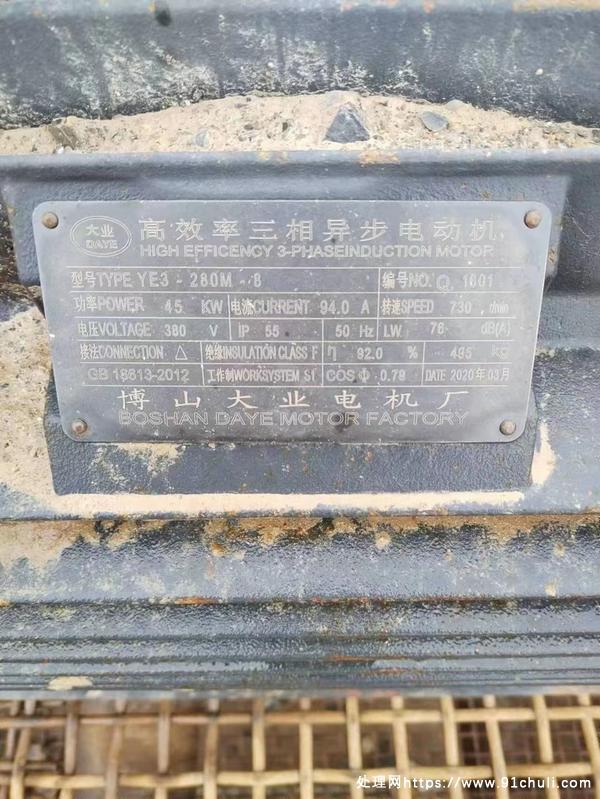 大业
DAYE
高效率三相异步电动机
HIGH EFFICENCY 3-PHASEINDUCTION MOTOR
型号TYPE YE3-280M-8 编号NO. Q 1601
功率POWER 45 KW 电流CURRENT 94.0 A 转速SPEED 730 r/min
电压VOLTAGE 380 V IP 55 50 Hz LW 76 dB(A)
接法CONNECTION △ 绝缘INSULATION CLASS F η 92.0 % 495 kg
GB 18613-2012 工作制WORKSYSTEM S1 COS Φ 0.79 DATE 2020年03月
博山大业电机厂
BOSHAN DAYE MOTOR FACTORY
处理网https://www.91chuli.com